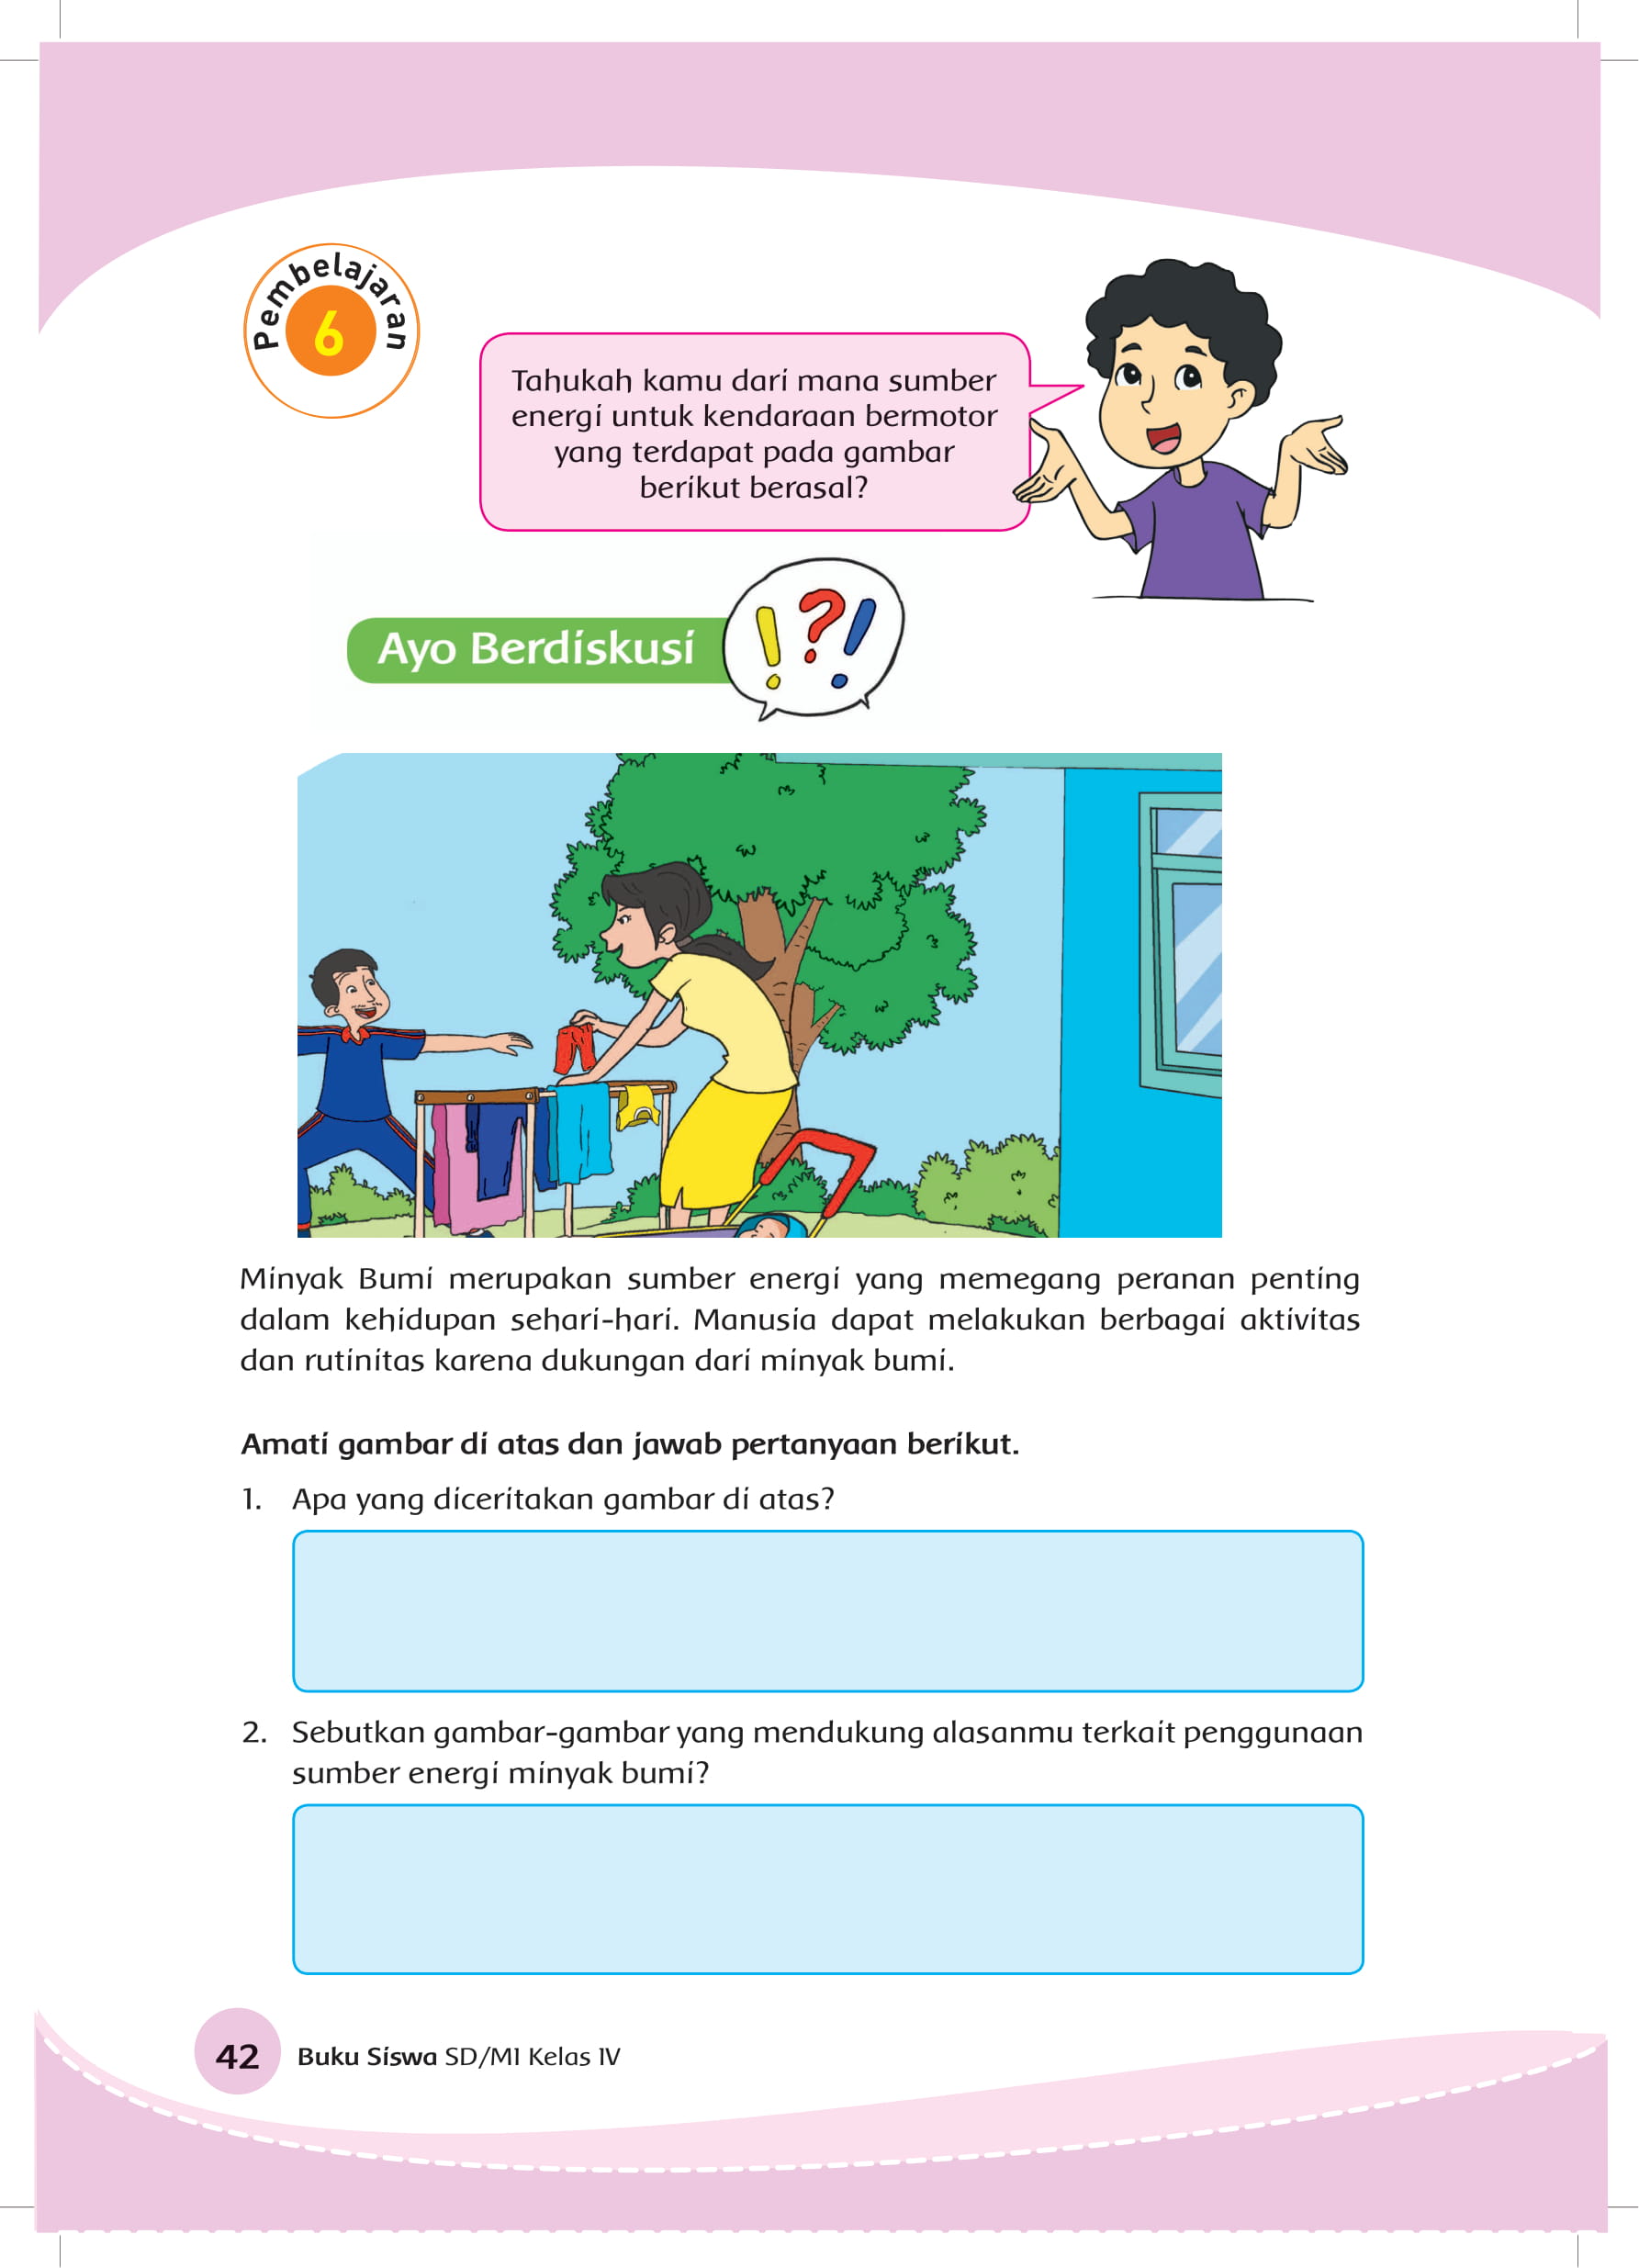 Pembelajaran
6
Tahukah kamu dari mana sumber
energi untuk kendaraan bermotor
yang terdapat pada gambar
berikut berasal?
Ayo Berdiskusi
!?!
Minyak Bumi merupakan sumber energi yang memegang peranan penting
dalam kehidupan sehari-hari. Manusia dapat melakukan berbagai aktivitas
dan rutinitas karena dukungan dari minyak bumi.
Amati gambar di atas dan jawab pertanyaan berikut.
1. Apa yang diceritakan gambar di atas?
2. Sebutkan gambar-gambar yang mendukung alasanmu terkait penggunaan
sumber energi minyak bumi?
42 Buku Siswa SD/MI Kelas IV